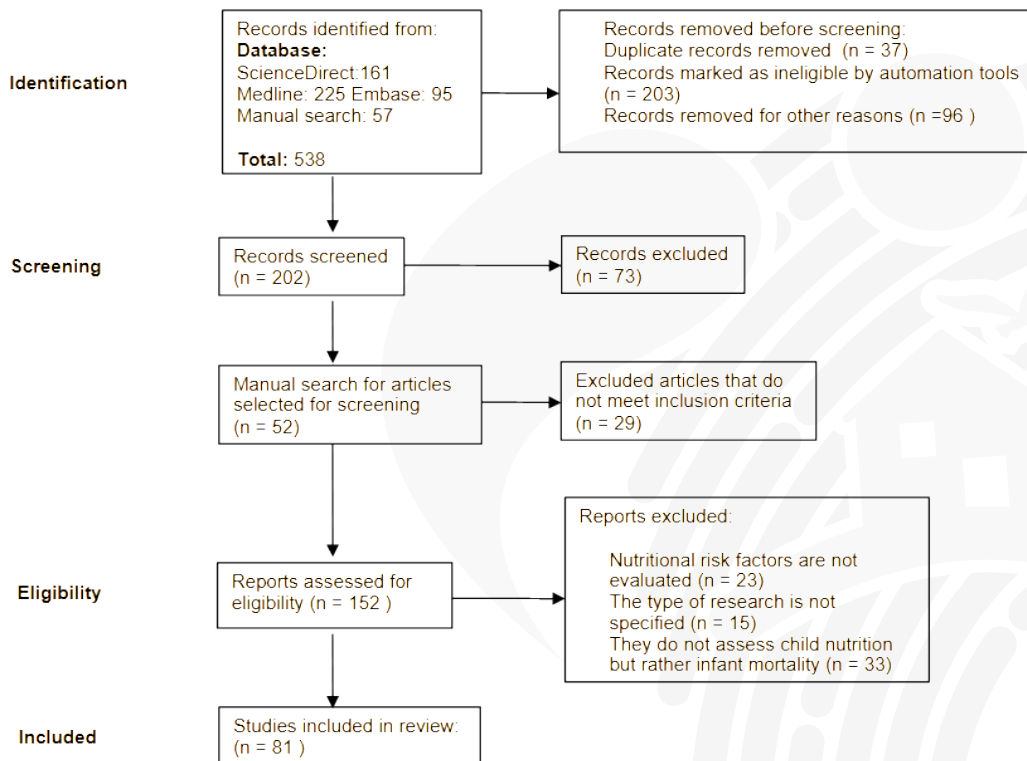 Identification
Records identified from:
Database:
ScienceDirect:161
Medline: 225 Embase: 95
Manual search: 57
Total: 538
Records removed before screening:
Duplicate records removed (n = 37)
Records marked as ineligible by automation tools
(n = 203)
Records removed for other reasons (n =96 )
Screening
Records screened
(n = 202)
Records excluded
(n = 73)
Manual search for articles
selected for screening
(n = 52)
Excluded articles that do
not meet inclusion criteria
(n = 29)
Eligibility
Reports assessed for
eligibility (n = 152 )
Reports excluded:
Nutritional risk factors are not
evaluated (n = 23)
The type of research is not
specified (n = 15)
They do not assess child nutrition
but rather infant mortality (n = 33)
Included
Studies included in review:
(n = 81 )